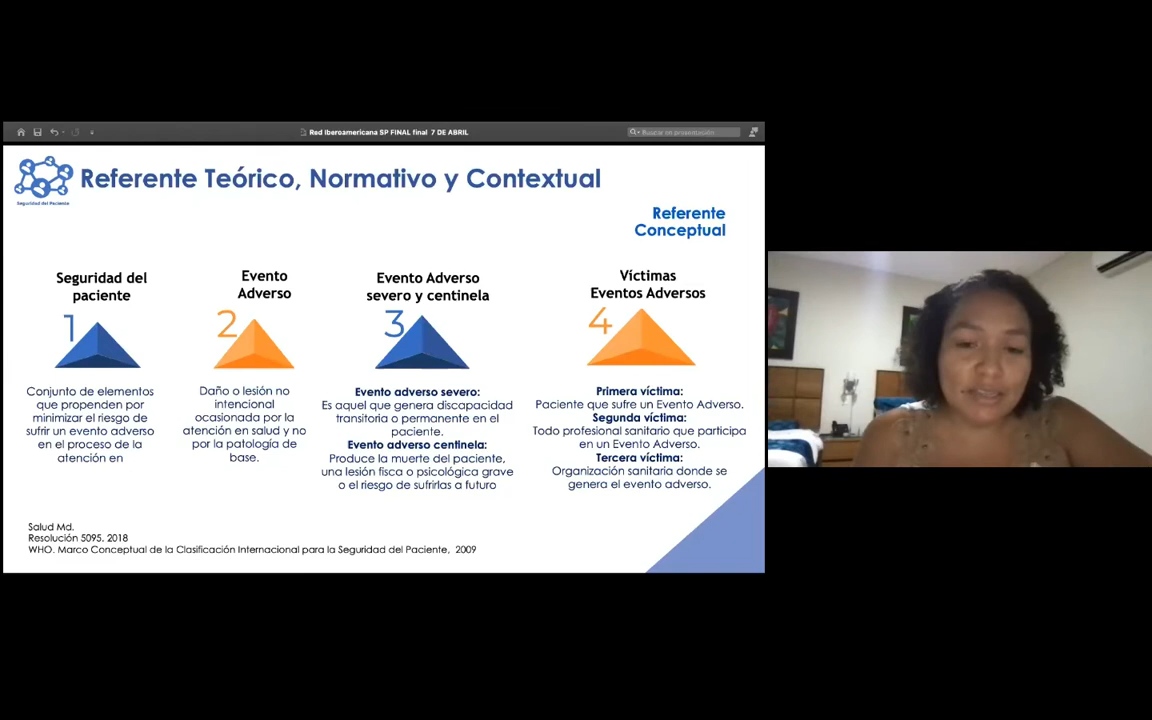 Red Iberoamericana SP FINAL final 7 DE ABRIL
Buscar en presentación
Referente Teórico, Normativo y Contextual
Seguridad del Paciente
Referente
Conceptual
Seguridad del
paciente
1
Conjunto de elementos
que propenden por
minimizar el riesgo de
sufrir un evento adverso
en el proceso de la
atención en
Evento
Adverso
2
Daño o lesión no
intencional
ocasionada por la
atención en salud y no
por la patología de
base.
Evento Adverso
severo y centinela
3
Evento adverso severo:
Es aquel que genera discapacidad
transitoria o permanente en el
paciente.
Evento adverso centinela:
Produce la muerte del paciente,
una lesión fisca o psicológica grave
o el riesgo de sufrirlas a futuro
Víctimas
Eventos Adversos
4
Primera víctima:
Paciente que sufre un Evento Adverso.
Segunda víctima:
Todo profesional sanitario que participa
en un Evento Adverso.
Tercera víctima:
Organización sanitaria donde se
genera el evento adverso.
Salud Md.
Resolución 5095. 2018
WHO. Marco Conceptual de la Clasificación Internacional para la Seguridad del Paciente, 2009